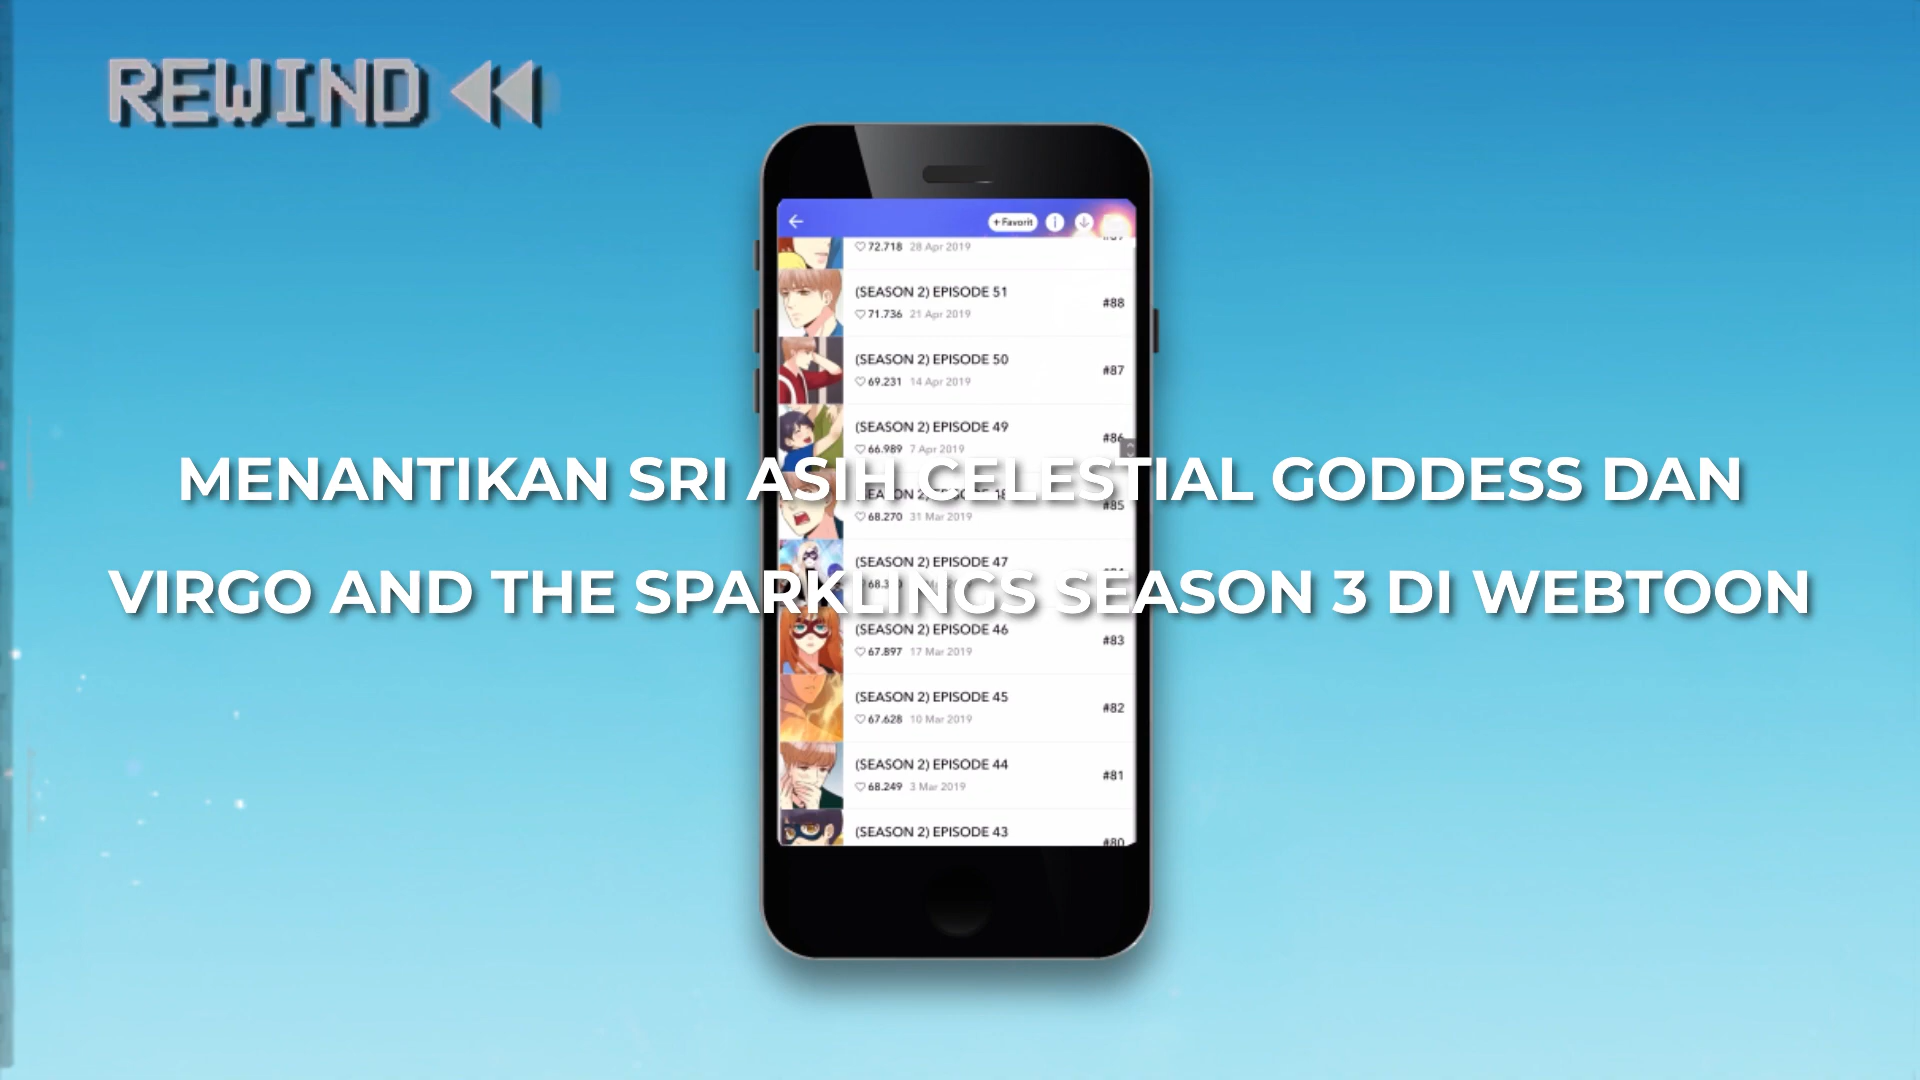 REWIND
+ Favorit
72.718 28 Apr 2019
(SEASON 2) EPISODE 51
#88
71.736 21 Apr 2019
(SEASON 2) EPISODE 50
#87
69.231 14 Apr 2019
(SEASON 2) EPISODE 49
#86
66.989 7 Apr 2019
MENANTIKAN SRI ASIH CELESTIAL GODDESS DAN
#85
68.270 31 Mar 2019
(SEASON 2) EPISODE 47
VIRGO AND THE SPARKLINGS SEASON 3 DI WEBTOON
(SEASON 2) EPISODE 46
#83
67.897 17 Mar 2019
(SEASON 2) EPISODE 45
#82
67.628 10 Mar 2019
(SEASON 2) EPISODE 44
#81
68.249 3 Mar 2019
(SEASON 2) EPISODE 43
#80